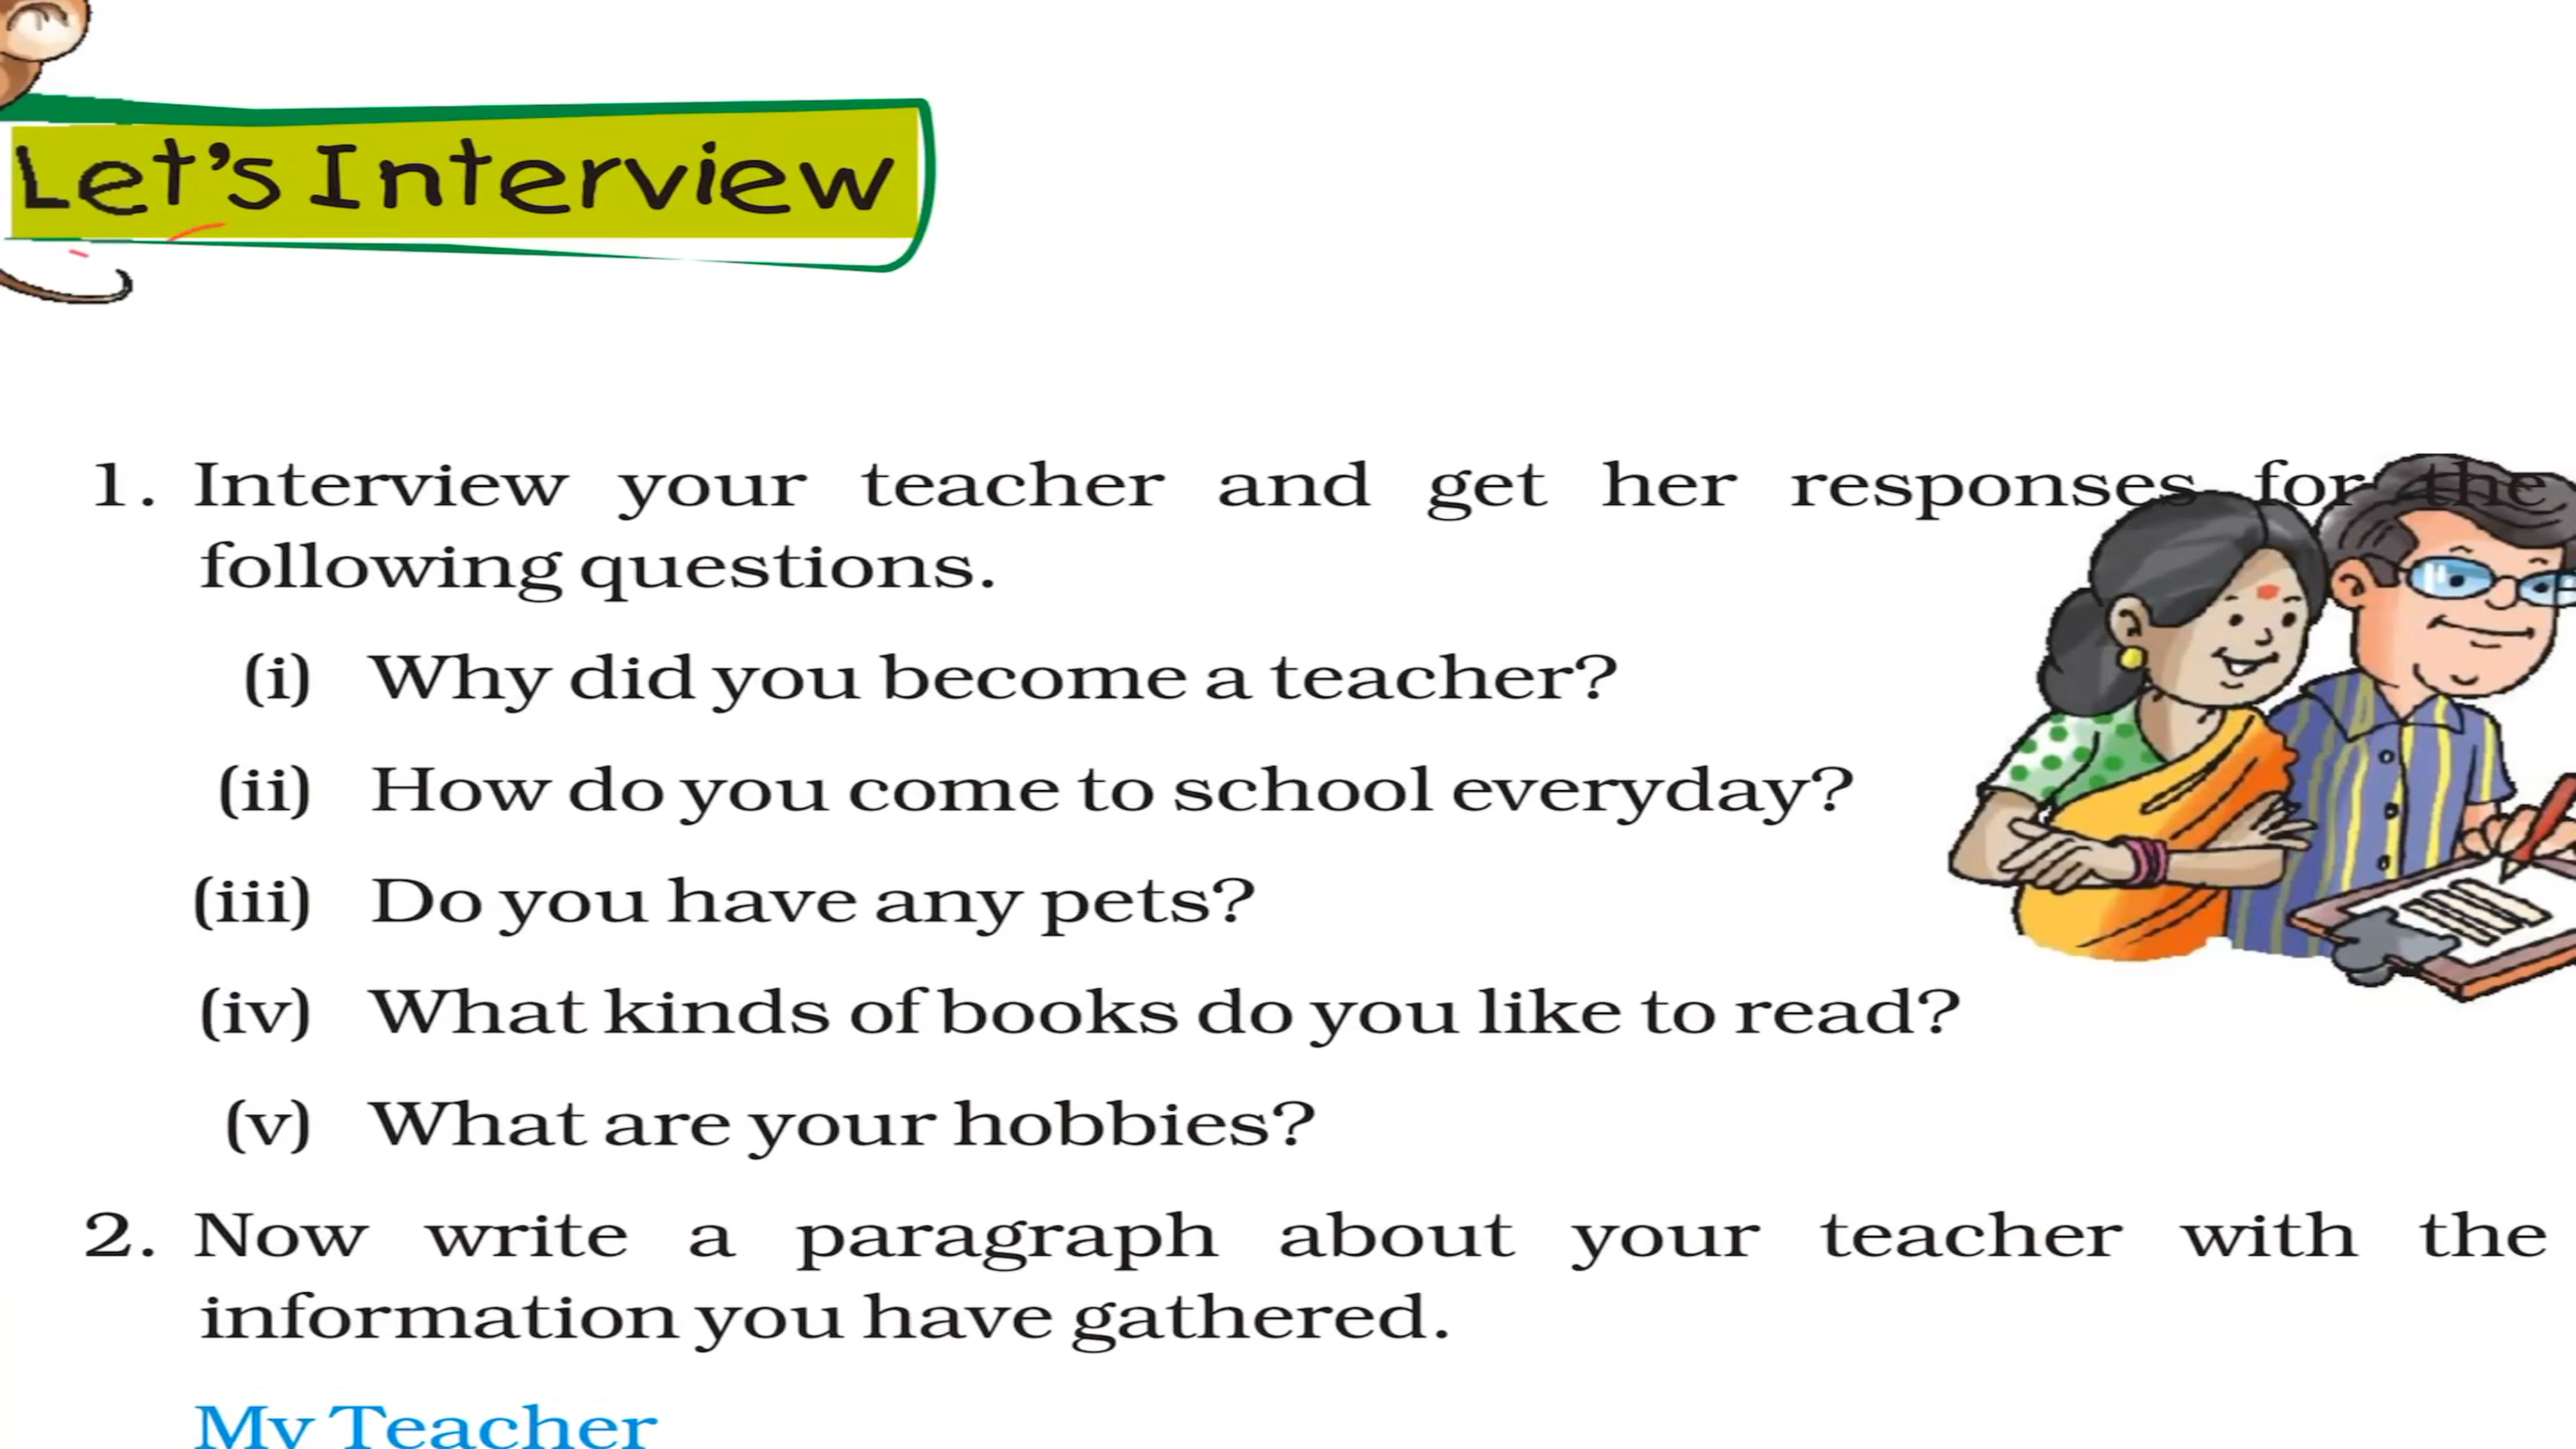 Let's Interview
1. Interview your teacher and get her responses for the
following questions.
(i) Why did you become a teacher?
(ii) How do you come to school everyday?
(iii) Do you have any pets?
(iv) What kinds of books do you like to read?
(v) What are your hobbies?
2. Now write a paragraph about your teacher with the
information you have gathered.
My Teacher